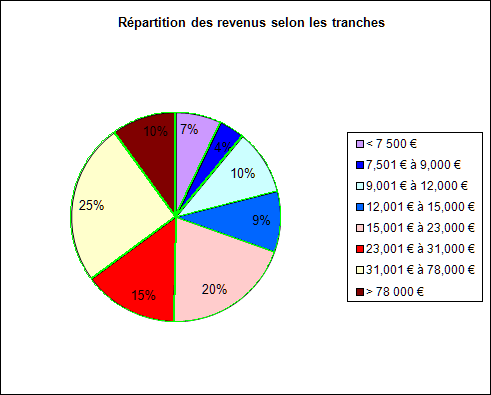 Répartition des revenus selon les tranches
10%
7%
4%
10%
25%
9%
20%
15%
< 7 500 €
7,501 € à 9,000 €
9,001 € à 12,000 €
12,001 € à 15,000 €
15,001 € à 23,000 €
23,001 € à 31,000 €
31,001 € à 78,000 €
> 78 000 €